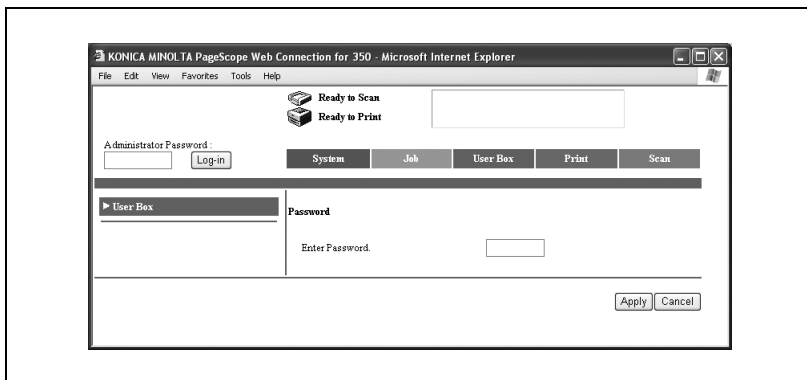 KONICA MINOLTA PageScope Web Connection for 350 - Microsoft Internet Explorer
File Edit View Favorites Tools Help
Ready to Scan
Ready to Print
Administrator Password :
Log-in
System Job User Box Print Scan
User Box
Password
Enter Password.
Apply Cancel